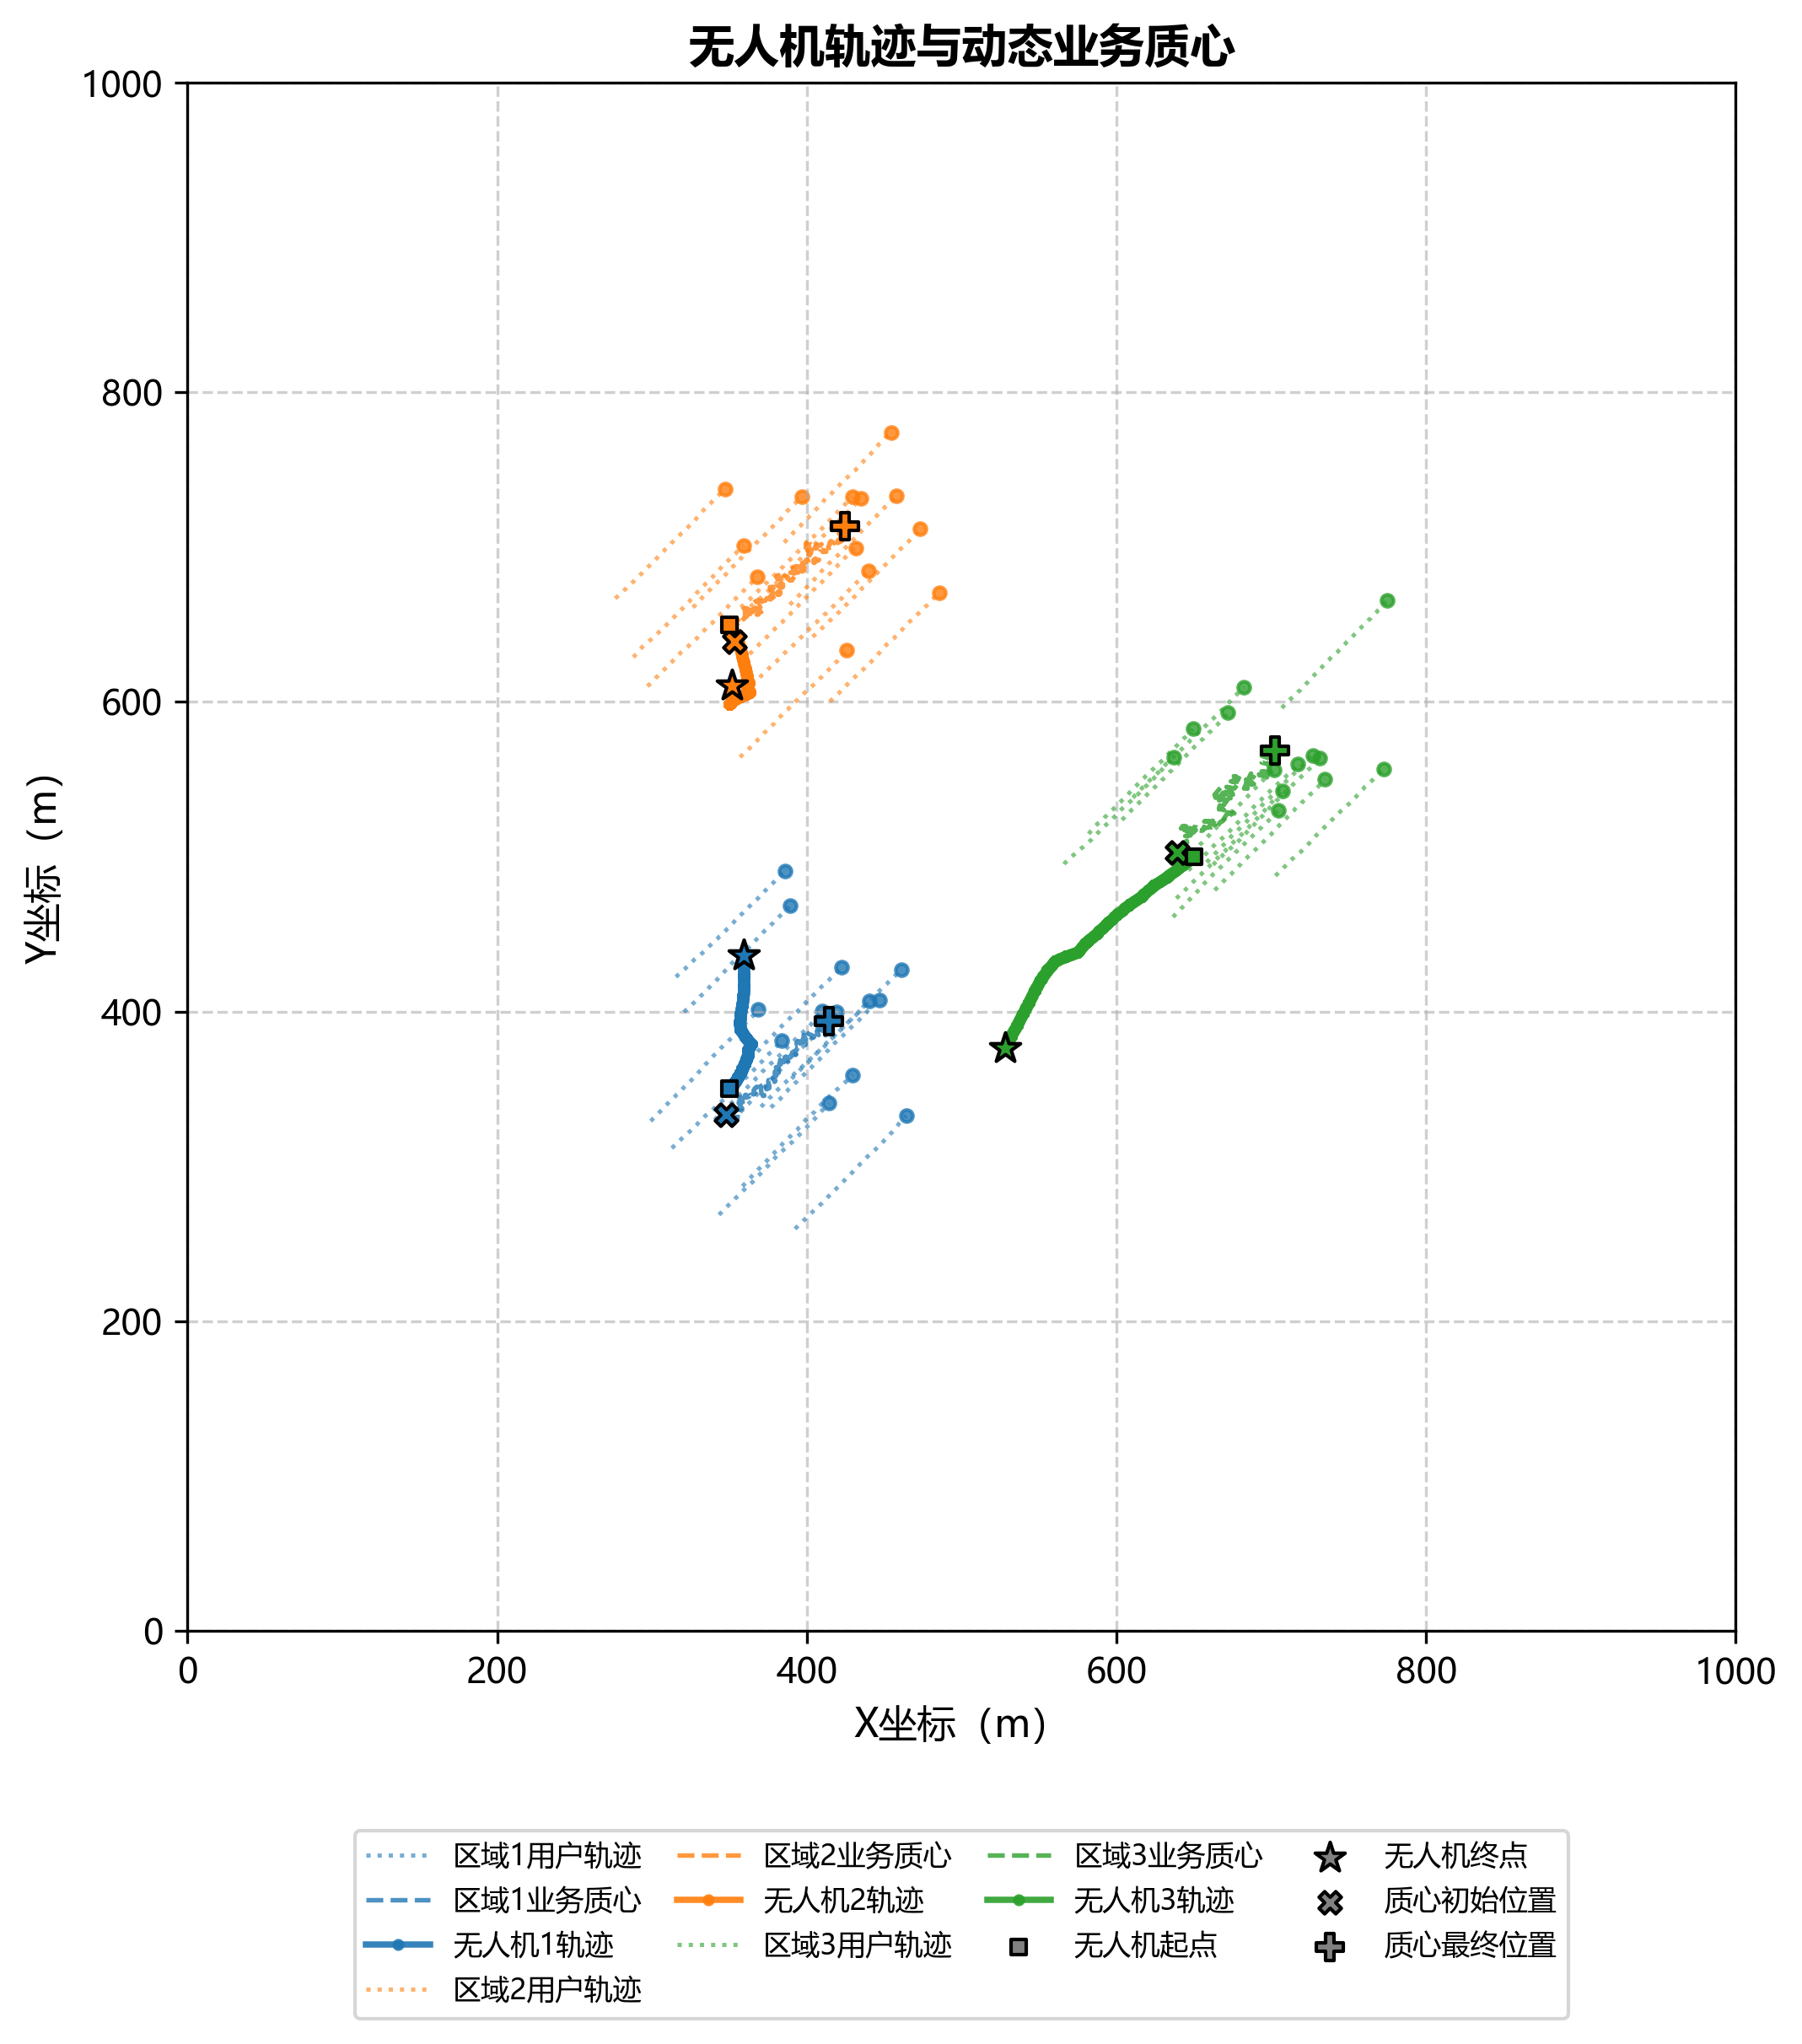 无人机轨迹与动态业务质心
1000
800
600
400
200
0
Y坐标（m）
0 200 400 600 800 1000
X坐标（m）
区域1用户轨迹 区域2业务质心 区域3业务质心 无人机终点
区域1业务质心 无人机2轨迹 无人机3轨迹 质心初始位置
无人机1轨迹 区域3用户轨迹 无人机起点 质心最终位置
区域2用户轨迹